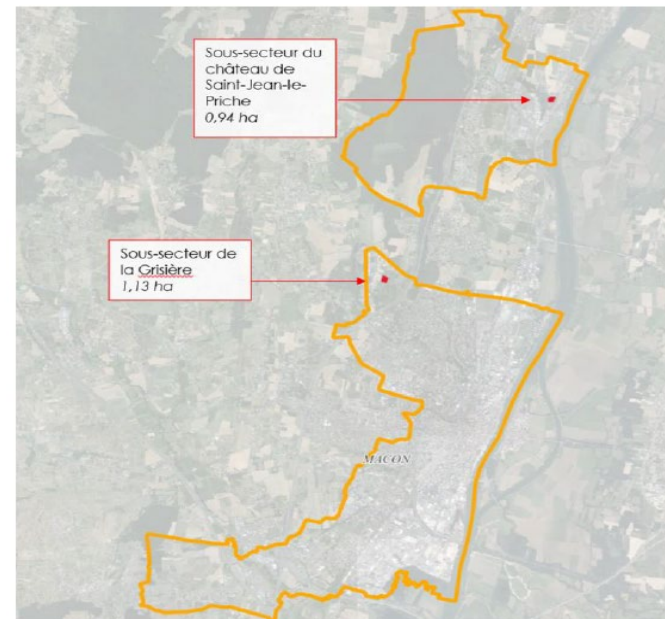 Sous-secteur du
château de
Saint-Jean-le-
Priche
0,94 ha
Sous-secteur de
la Grisière
1,13 ha
MACON